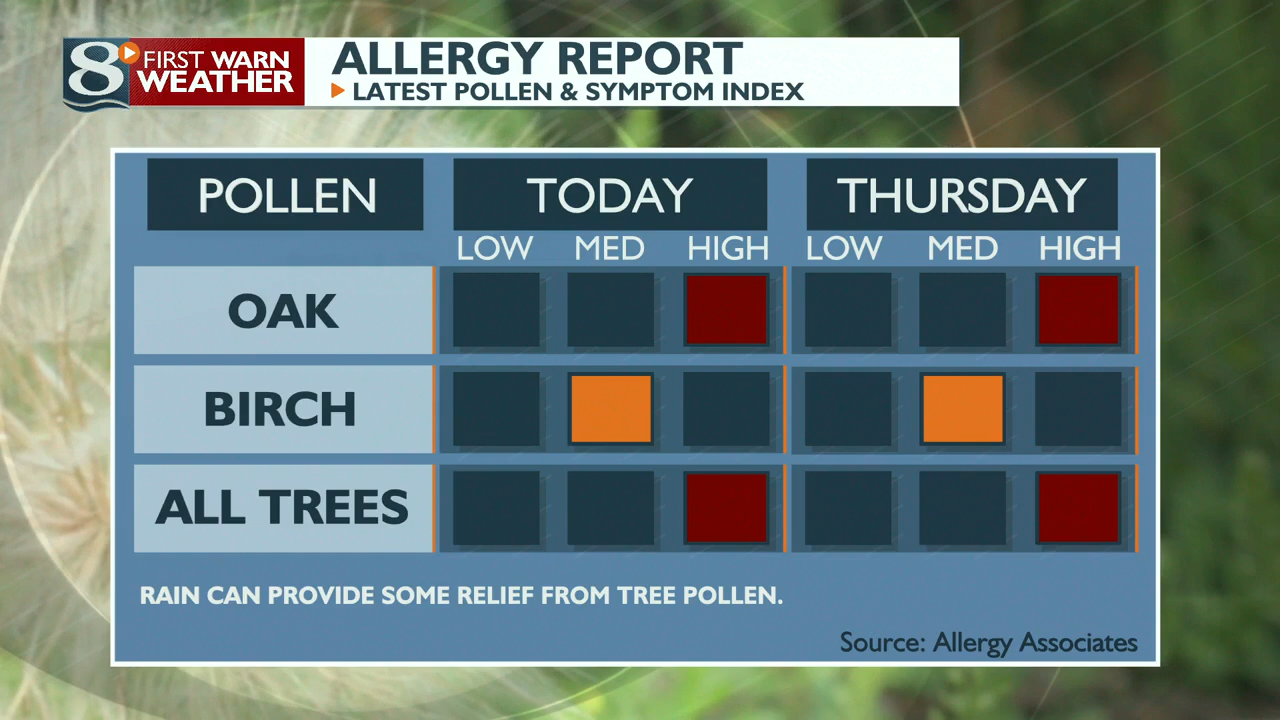 8 FIRST WARN
WEATHER
ALLERGY REPORT
LATEST POLLEN & SYMPTOM INDEX
POLLEN TODAY THURSDAY
LOW MED HIGH LOW MED HIGH
OAK
BIRCH
ALL TREES
RAIN CAN PROVIDE SOME RELIEF FROM TREE POLLEN.
Source: Allergy Associates